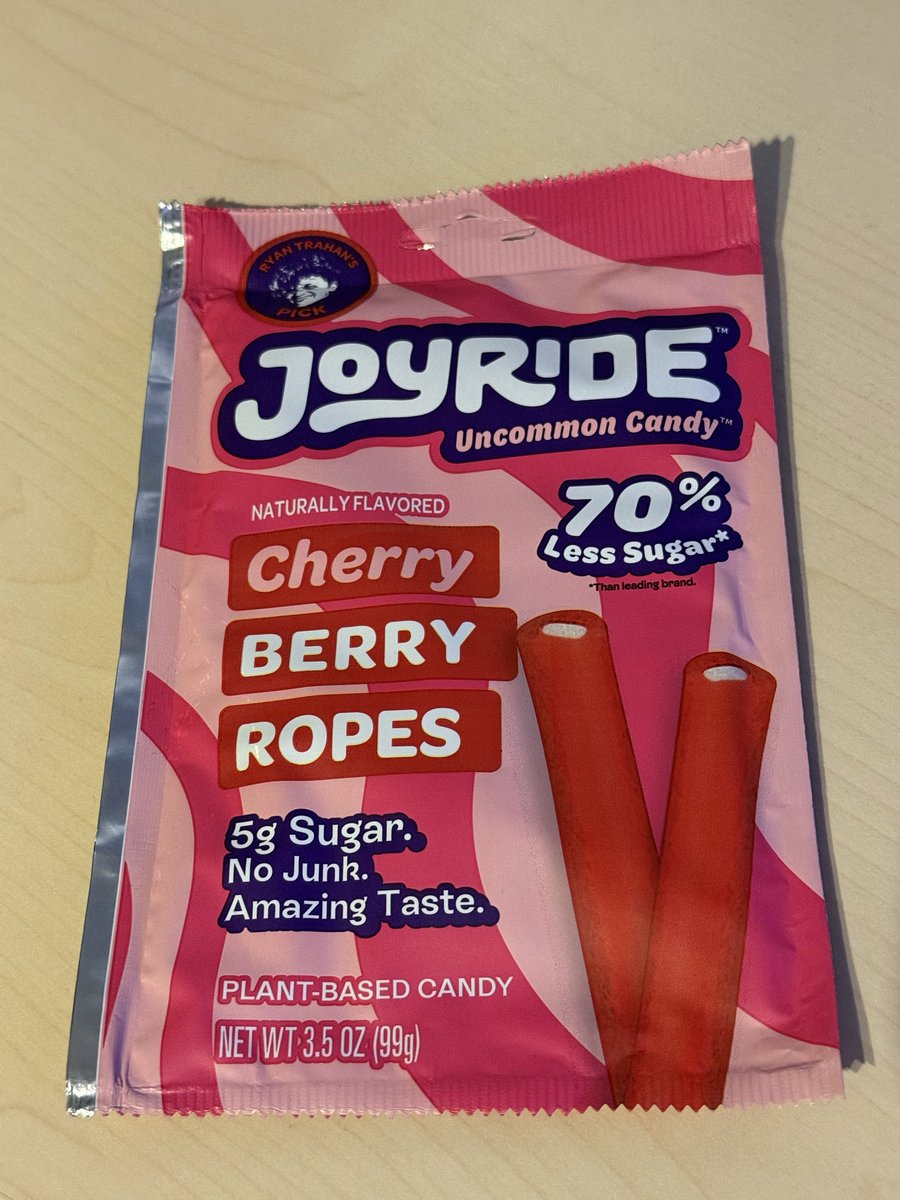 RYAN TRAHAN'S
PICK
JOYRIDE™
Uncommon Candy™
NATURALLY FLAVORED
Cherry
BERRY
ROPES
70%
Less Sugar*
*Than leading brand.
5g Sugar.
No Junk.
Amazing Taste.
PLANT-BASED CANDY
NET WT 3.5 OZ (99g)